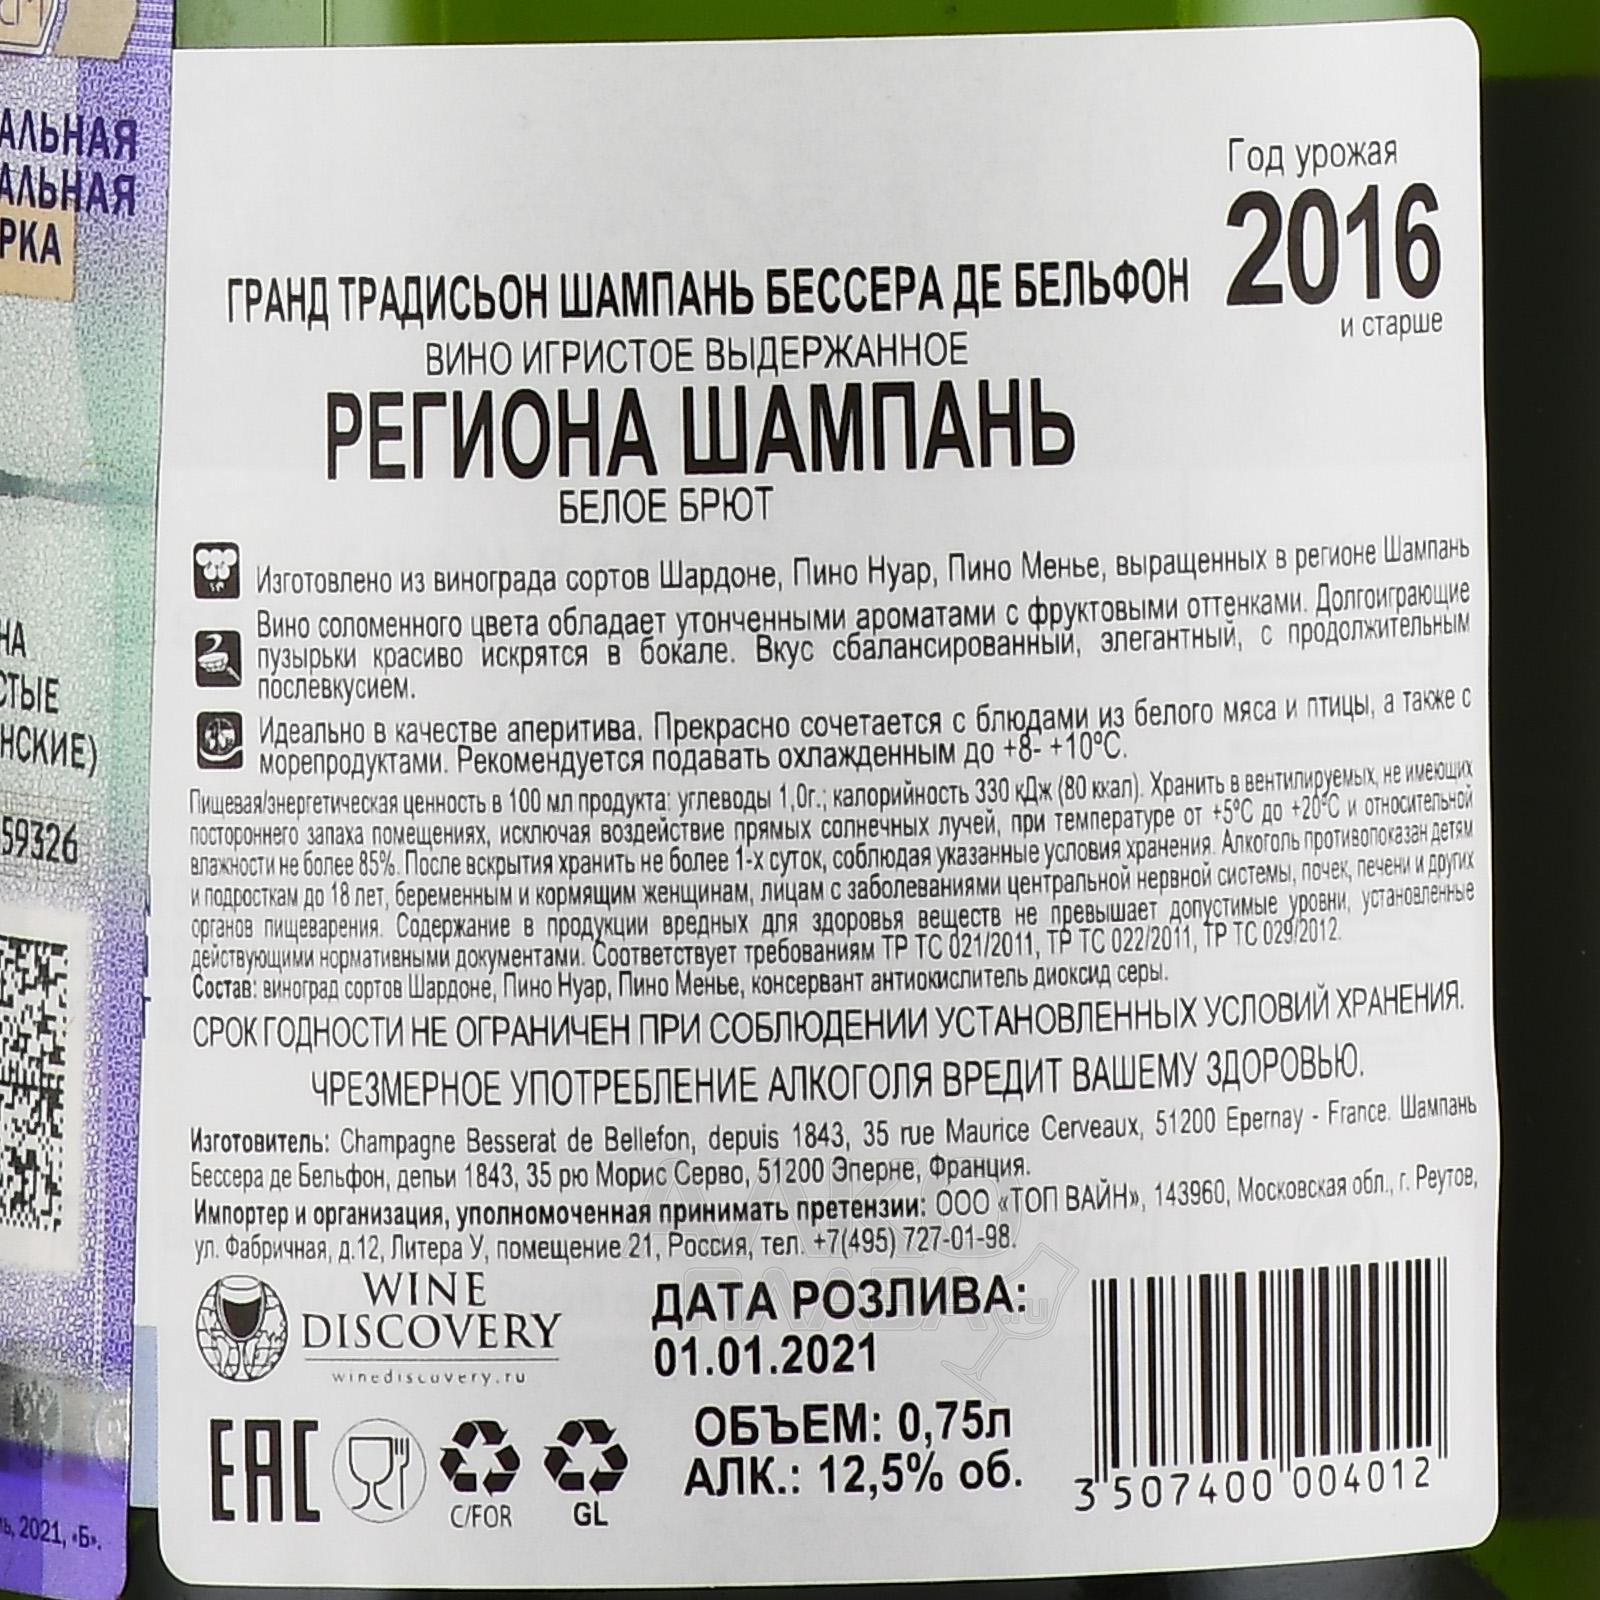 АЛЬНАЯ
АЛЬНАЯ
РКА
НА
СТЫЕ
НСКИЕ)
59326
2021, «Б».
Год урожая
2016
и старше
ГРАНД ТРАДИСЬОН ШАМПАНЬ БЕССЕРА ДЕ БЕЛЬФОН
ВИНО ИГРИСТОЕ ВЫДЕРЖАННОЕ
РЕГИОНА ШАМПАНЬ
БЕЛОЕ БРЮТ
Изготовлено из винограда сортов Шардоне, Пино Нуар, Пино Менье, выращенных в регионе Шампань
Вино соломенного цвета обладает утонченными ароматами с фруктовыми оттенками. Долгоиграющие
пузырьки красиво искрятся в бокале. Вкус сбалансированный, элегантный, с продолжительным
послевкусием.
Идеально в качестве аперитива. Прекрасно сочетается с блюдами из белого мяса и птицы, а также с
морепродуктами. Рекомендуется подавать охлажденным до +8- +10°С.
Пищевая/энергетическая ценность в 100 мл продукта: углеводы 1,0г.; калорийность 330 кДж (80 ккал). Хранить в вентилируемых, не имеющих
постороннего запаха помещениях, исключая воздействие прямых солнечных лучей, при температуре от +5°С до +20°С и относительной
влажности не более 85%. После вскрытия хранить не более 1-х суток, соблюдая указанные условия хранения. Алкоголь противопоказан детям
и подросткам до 18 лет, беременным и кормящим женщинам, лицам с заболеваниями центральной нервной системы, почек, печени и других
органов пищеварения. Содержание в продукции вредных для здоровья веществ не превышает допустимые уровни, установленные
действующими нормативными документами. Соответствует требованиям ТР ТС 021/2011, ТР ТС 022/2011, ТР ТС 029/2012.
Состав: виноград сортов Шардоне, Пино Нуар, Пино Менье, консервант антиокислитель диоксид серы.
СРОК ГОДНОСТИ НЕ ОГРАНИЧЕН ПРИ СОБЛЮДЕНИИ УСТАНОВЛЕННЫХ УСЛОВИЙ ХРАНЕНИЯ.
ЧРЕЗМЕРНОЕ УПОТРЕБЛЕНИЕ АЛКОГОЛЯ ВРЕДИТ ВАШЕМУ ЗДОРОВЬЮ.
Изготовитель: Champagne Besserat de Bellefon, depuis 1843, 35 rue Maurice Cerveaux, 51200 Epernay - France. Шампань
Бессера де Бельфон, депьи 1843, 35 рю Морис Серво, 51200 Эперне, Франция.
Импортер и организация, уполномоченная принимать претензии: ООО «ТОП ВАЙН», 143960, Московская обл., г. Реутов,
ул. Фабричная, д.12, Литера У, помещение 21, Россия, тел. +7(495) 727-01-98.
WINE
DISCOVERY
winediscovery.ru
ДАТА РОЗЛИВА:
01.01.2021
ОБЪЕМ: 0,75л
АЛК.: 12,5% об.
EAC
C/FOR
GL
3 507400 004012